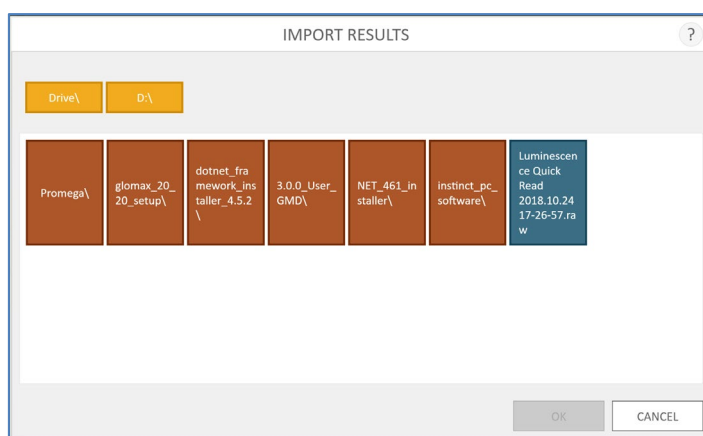 IMPORT RESULTS
?
Drive\
D:\
Promega\
glomax_20_
20_setup\
dotnet_fra
mework_ins
taller_4.5.2
\
3.0.0_User_
GMD\
NET_461_in
staller\
instinct_pc_
software\
Luminescen
ce Quick
Read
2018.10.24
17-26-57.ra
w
OK
CANCEL